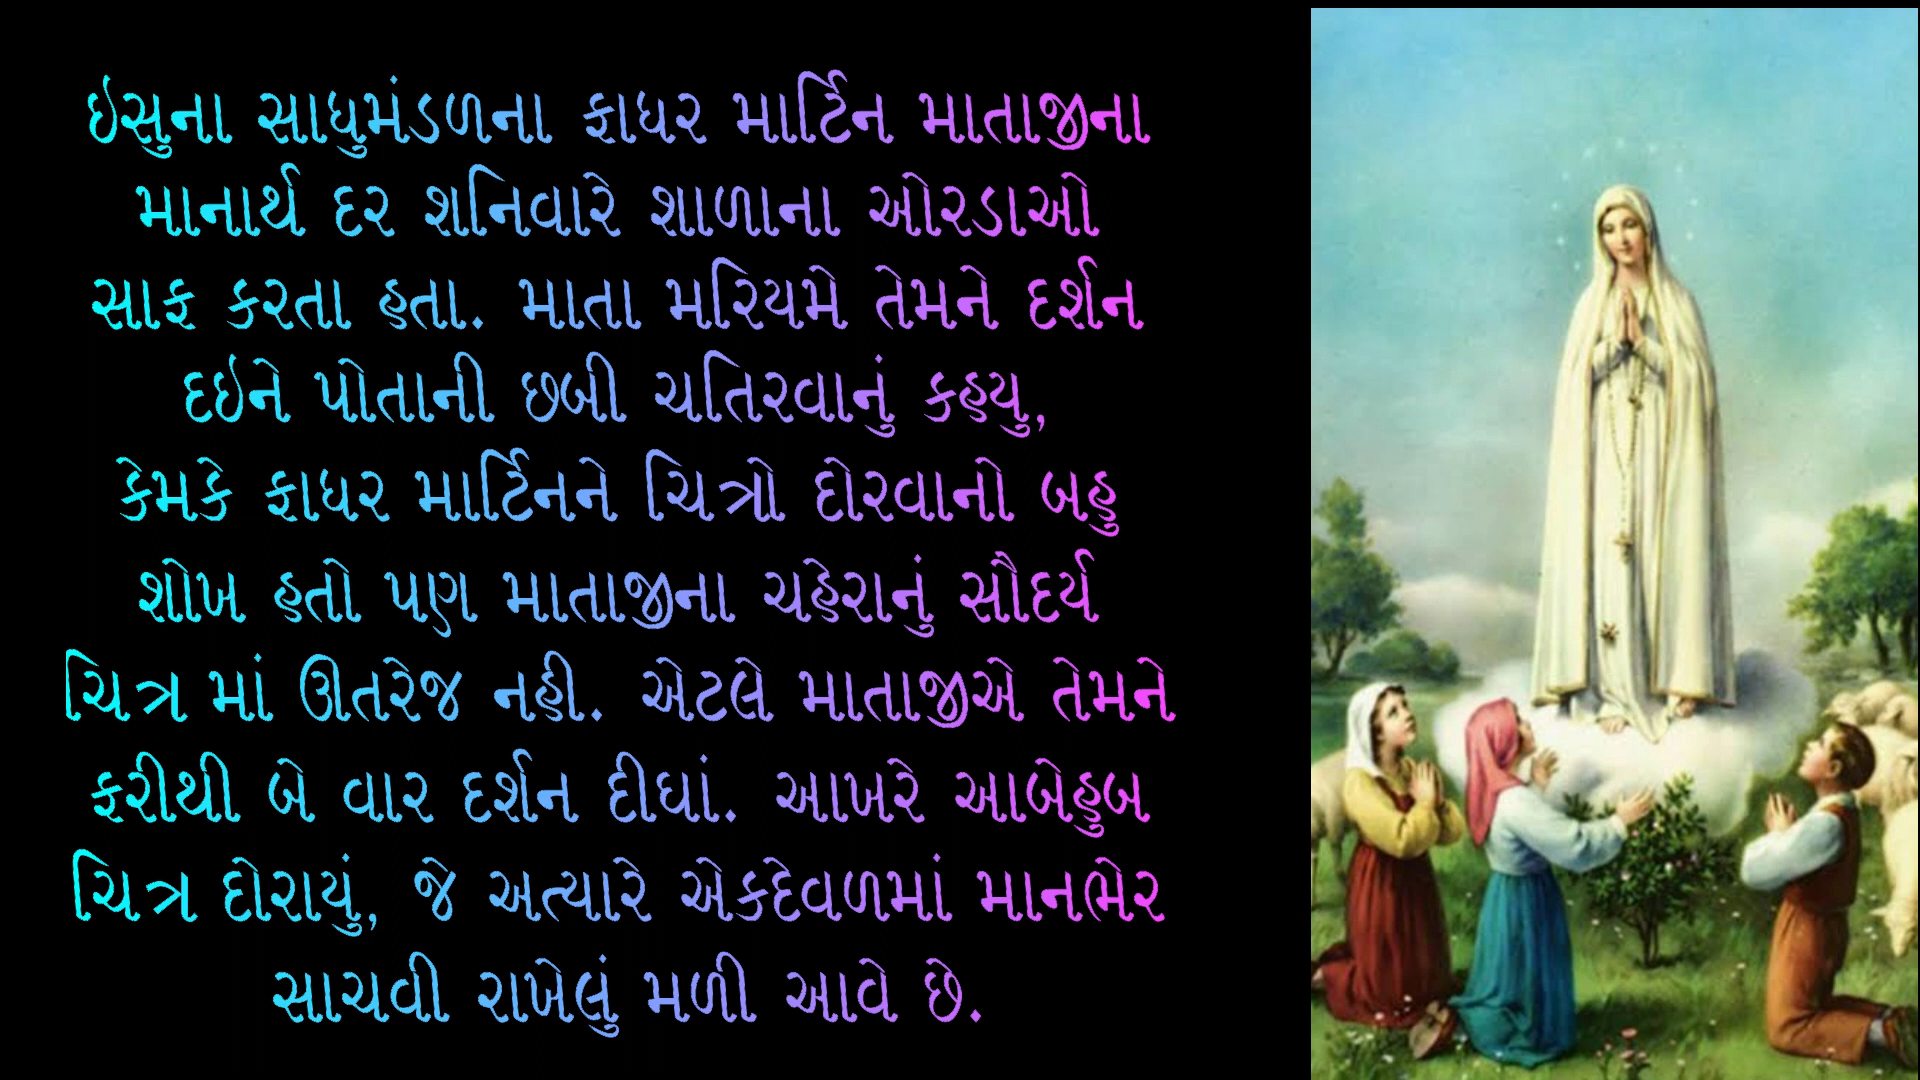 ઇસુના સાધુમંડળના ફાધર માર્ટિન માતાજીના
માનાર્થ દર શનિવારે શાળાના ઓરડાઓ
સાફ કરતા હતા. માતા મરિયમે તેમને દર્શન
દઇને પોતાની છબી ચતિરવાનું કહયુ,
કેમકે ફાધર માર્ટિનને ચિત્રો દોરવાનો બહુ
શોખ હતો પણ માતાજીના ચહેરાનું સૌદર્ય
ચિત્ર માં ઊતરેજ નહી. એટલે માતાજીએ તેમને
ફરીથી બે વાર દર્શન દીઘાં. આખરે આબેહુબ
ચિત્ર દોરાયું, જે અત્યારે એકદેવળમાં માનભેર
સાચવી રાખેલું મળી આવે છે.